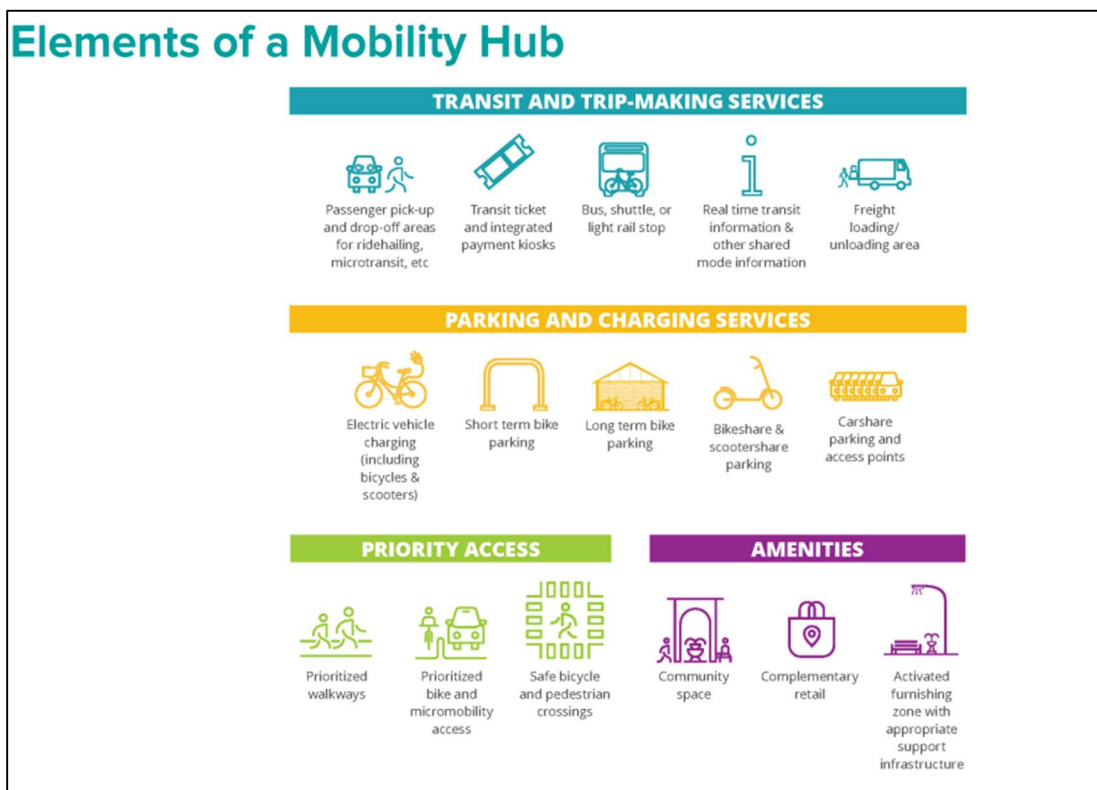 Elements of a Mobility Hub
TRANSIT AND TRIP-MAKING SERVICES
Passenger pick-up
and drop-off areas
for ridehailing,
microtransit, etc
Transit ticket
and integrated
payment kiosks
Bus, shuttle, or
light rail stop
Real time transit
information &
other shared
mode information
Freight
loading/
unloading area
PARKING AND CHARGING SERVICES
Electric vehicle
charging
(including
bicycles &
scooters)
Short term bike
parking
Long term bike
parking
Bikeshare &
scootershare
parking
Carshare
parking and
access points
PRIORITY ACCESS
Prioritized
walkways
Prioritized
bike and
micromobility
access
Safe bicycle
and pedestrian
crossings
AMENITIES
Community
space
Complementary
retail
Activated
furnishing
zone with
appropriate
support
infrastructure